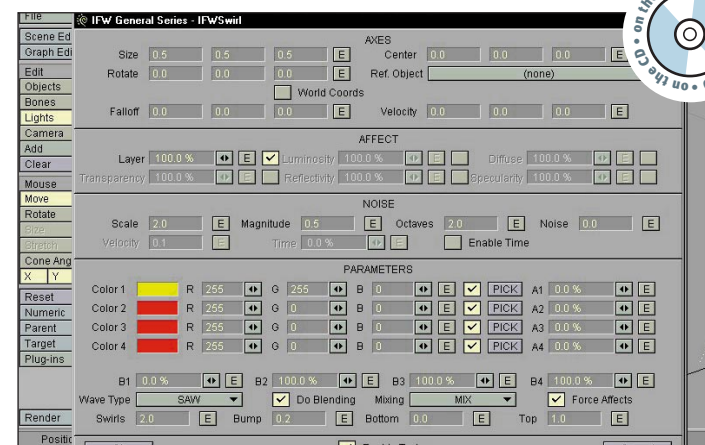 File
IFW General Series - IFWSwirl
on the CD • on the
Scene Ed
Graph Edi
Edit
Objects
Bones
Lights
Camera
Add
Clear
Mouse
Move
Rotate
Size
Stretch
Cone Ang
X Y
Reset
Numeric
Parent
Target
Plug-ins
Render
Positio
AXES
Size 0.5 0.5 0.5 E Center 0.0 0.0 0.0 E
Rotate 0.0 0.0 0.0 E Ref. Object (none)
World Coords
Falloff 0.0 0.0 0.0 E Velocity 0.0 0.0 0.0 E
AFFECT
Layer 100.0 % E Luminosity 100.0 % E Diffuse 100.0 % E
Transparency 100.0 % E Reflectivity 100.0 % E Specularity 100.0 % E
NOISE
Scale 2.0 E Magnitude 0.5 E Octaves 2.0 E Noise 0.0 E
Velocity 0.1 E Time 0.0 % E Enable Time
PARAMETERS
Color 1 R 255 G 255 B 0 E PICK A1 0.0 % E
Color 2 R 255 G 0 B 0 E PICK A2 0.0 % E
Color 3 R 255 G 0 B 0 E PICK A3 0.0 % E
Color 4 R 255 G 0 B 0 E PICK A4 0.0 % E
B1 0.0 % E B2 100.0 % E B3 100.0 % E B4 100.0 % E
Wave Type SAW Do Blending Mixing MIX Force Affects
Swirls 2.0 E Bump 0.2 E Bottom 0.0 E Top 1.0 E